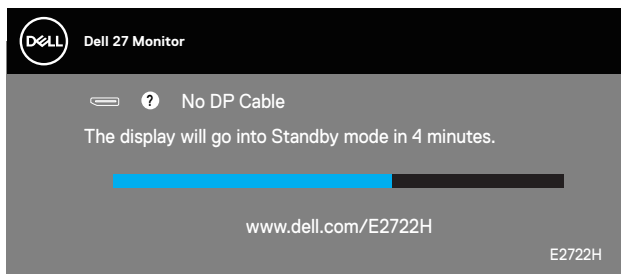 DELL
Dell 27 Monitor
? No DP Cable
The display will go into Standby mode in 4 minutes.
www.dell.com/E2722H
E2722H